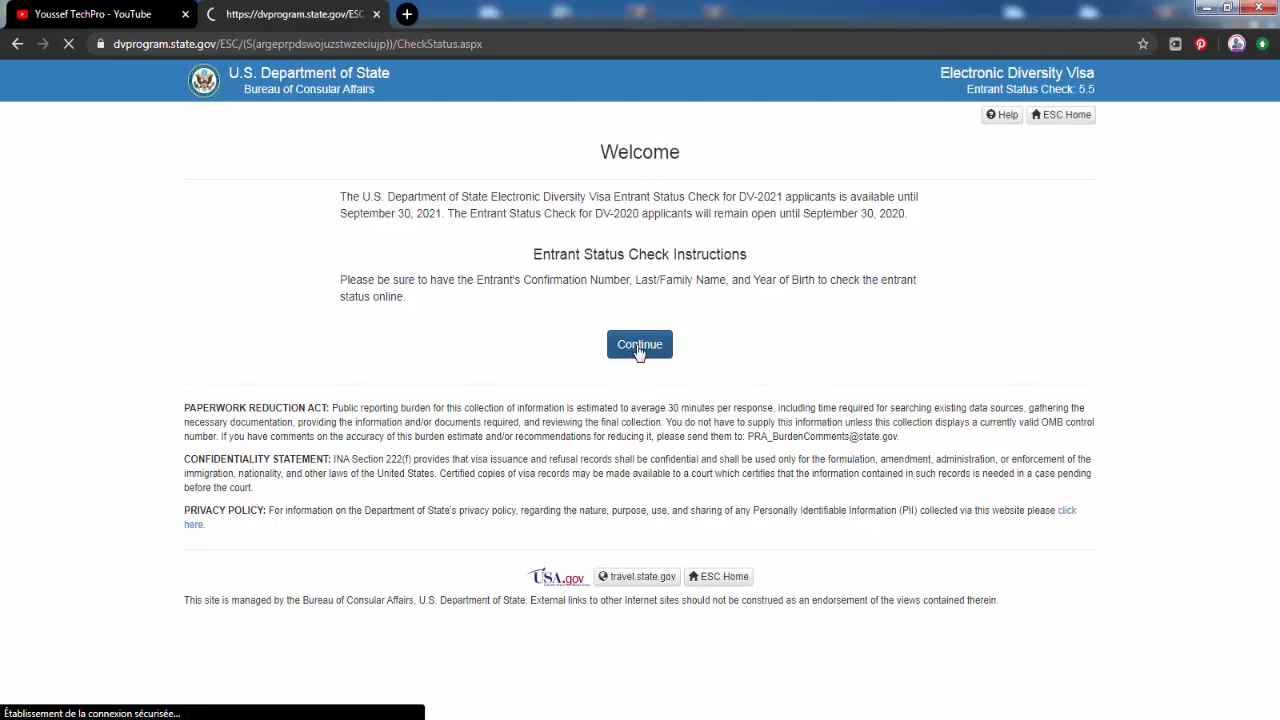 Youssef TechPro - YouTube
https://dvprogram.state.gov/ESC
dvprogram.state.gov/ESC/(S(argeprpdswojuzstwzeciujp))/CheckStatus.aspx
U.S. Department of State
Bureau of Consular Affairs
Electronic Diversity Visa
Entrant Status Check: 5.5
Help
ESC Home
Welcome
The U.S. Department of State Electronic Diversity Visa Entrant Status Check for DV-2021 applicants is available until
September 30, 2021. The Entrant Status Check for DV-2020 applicants will remain open until September 30, 2020.
Entrant Status Check Instructions
Please be sure to have the Entrant's Confirmation Number, Last/Family Name, and Year of Birth to check the entrant
status online.
Continue
PAPERWORK REDUCTION ACT: Public reporting burden for this collection of information is estimated to average 30 minutes per response, including time required for searching existing data sources, gathering the
necessary documentation, providing the information and/or documents required, and reviewing the final collection. You do not have to supply this information unless this collection displays a currently valid OMB control
number. If you have comments on the accuracy of this burden estimate and/or recommendations for reducing it, please send them to: PRA_BurdenComments@state.gov.
CONFIDENTIALITY STATEMENT: INA Section 222(f) provides that visa issuance and refusal records shall be confidential and shall be used only for the formulation, amendment, administration, or enforcement of the
immigration, nationality, and other laws of the United States. Certified copies of visa records may be made available to a court which certifies that the information contained in such records is needed in a case pending
before the court.
PRIVACY POLICY: For information on the Department of State's privacy policy, regarding the nature, purpose, use, and sharing of any Personally Identifiable Information (PII) collected via this website please click
here.
USA.gov
travel.state.gov
ESC Home
This site is managed by the Bureau of Consular Affairs, U.S. Department of State. External links to other Internet sites should not be construed as an endorsement of the views contained therein.
Établissement de la connexion sécurisée...